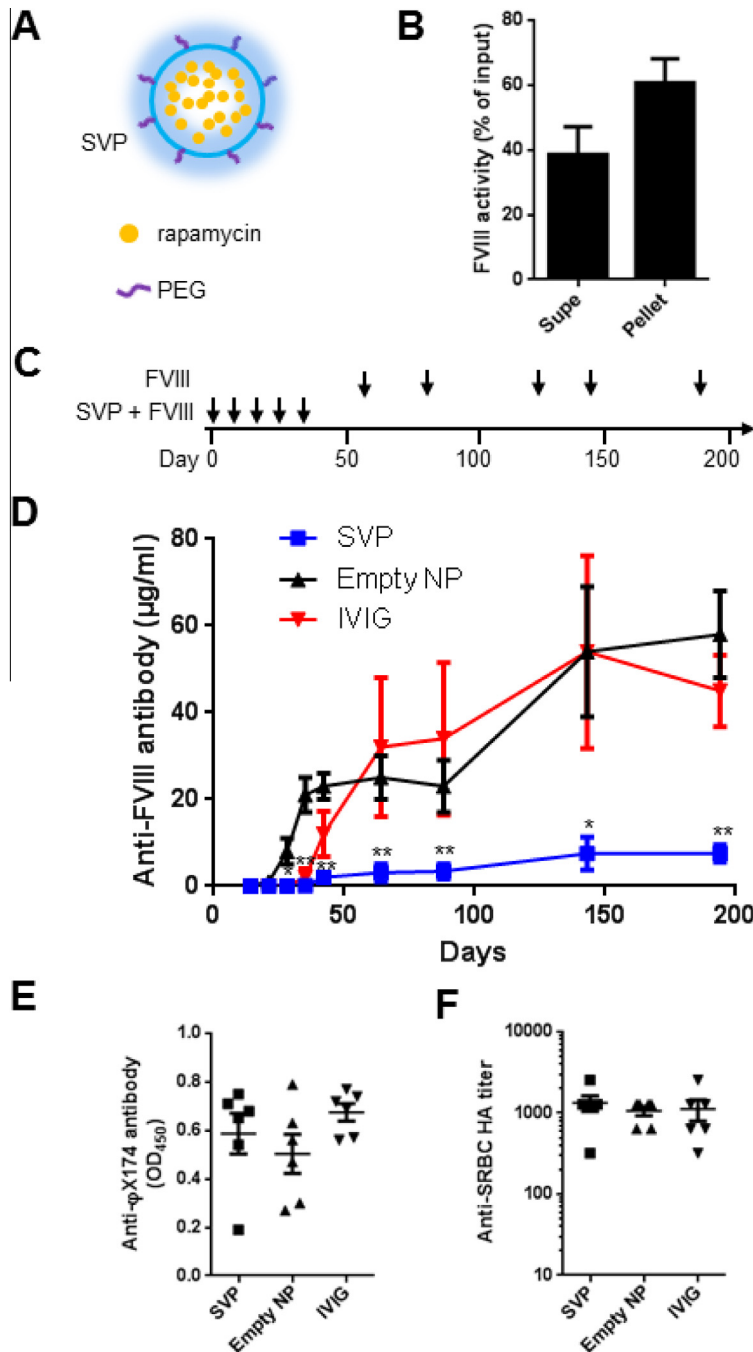 A
SVP
rapamycin
PEG
B
FVIII activity (% of input)
80
60
40
20
0
Supe
Pellet
C
FVIII
SVP + FVIII
Day 0 50 100 150 200
D
Anti-FVIII antibody (µg/ml)
80
60
40
20
0
SVP
Empty NP
IVIG
* ** ** ** ** * **
0 50 100 150 200
Days
E
Anti-φX174 antibody
(OD450)
1.0
0.8
0.6
0.4
0.2
0.0
SVP
Empty NP
IVIG
F
Anti-SRBC HA titer
10000
1000
100
10
SVP
Empty NP
IVIG